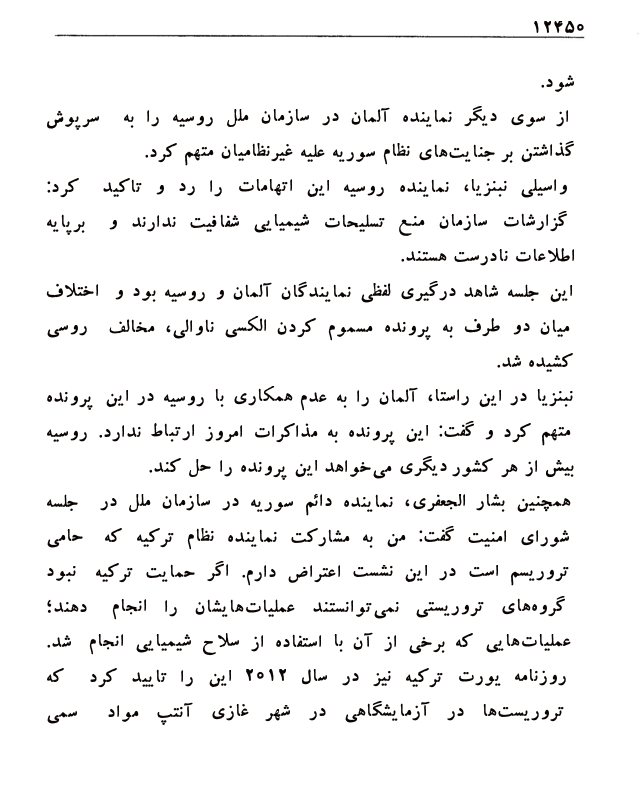 ۱۲۴۵۰
شود.
از سوی دیگر نماینده آلمان در سازمان ملل روسیه را به سرپوش
گذاشتن بر جنایت‌های نظام سوریه علیه غیرنظامیان متهم کرد.
واسیلی نبنزیا، نماینده روسیه این اتهامات را رد و تاکید کرد:
گزارشات سازمان منع تسلیحات شیمیایی شفافیت ندارند و برپایه
اطلاعات نادرست هستند.
این جلسه شاهد درگیری لفظی نمایندگان آلمان و روسیه بود و اختلاف
میان دو طرف به پرونده مسموم کردن الکسی ناوالی، مخالف روسی
کشیده شد.
نبنزیا در این راستا، آلمان را به عدم همکاری با روسیه در این پرونده
متهم کرد و گفت: این پرونده به مذاکرات امروز ارتباط ندارد. روسیه
بیش از هر کشور دیگری می‌خواهد این پرونده را حل کند.
همچنین بشار الجعفری، نماینده دائم سوریه در سازمان ملل در جلسه
شورای امنیت گفت: من به مشارکت نماینده نظام ترکیه که حامی
تروریسم است در این نشست اعتراض دارم. اگر حمایت ترکیه نبود
گروه‌های تروریستی نمی‌توانستند عملیات‌هایشان را انجام دهند؛
عملیات‌هایی که برخی از آن با استفاده از سلاح شیمیایی انجام شد.
روزنامه یورت ترکیه نیز در سال ۲۰۱۲ این را تایید کرد که
تروریست‌ها در آزمایشگاهی در شهر غازی آنتپ مواد سمی